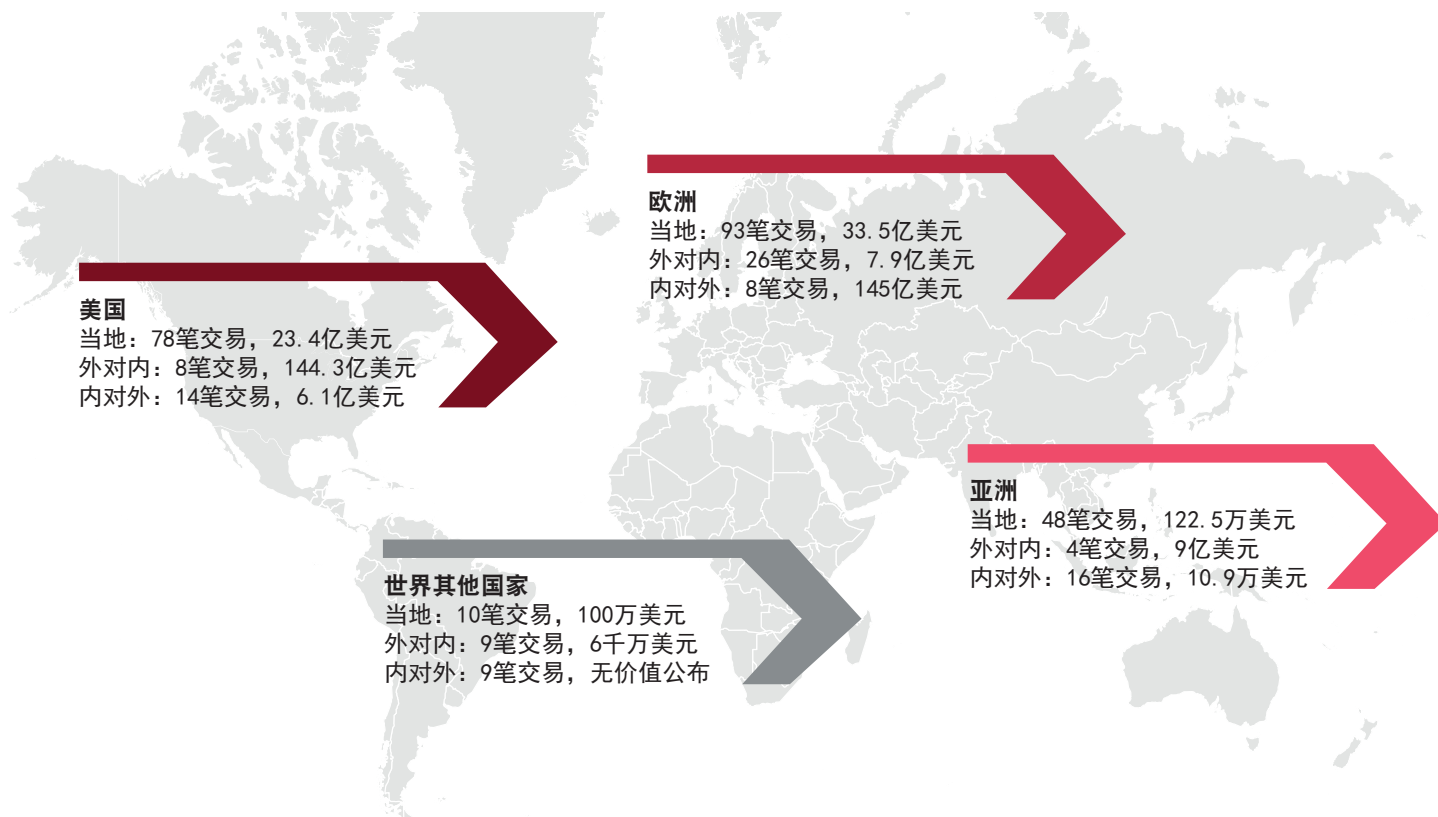 欧洲
当地：93笔交易，33.5亿美元
外对内：26笔交易，7.9亿美元
内对外：8笔交易，145亿美元
美国
当地：78笔交易，23.4亿美元
外对内：8笔交易，144.3亿美元
内对外：14笔交易，6.1亿美元
亚洲
当地：48笔交易，122.5万美元
外对内：4笔交易，9亿美元
内对外：16笔交易，10.9万美元
世界其他国家
当地：10笔交易，100万美元
外对内：9笔交易，6千万美元
内对外：9笔交易，无价值公布